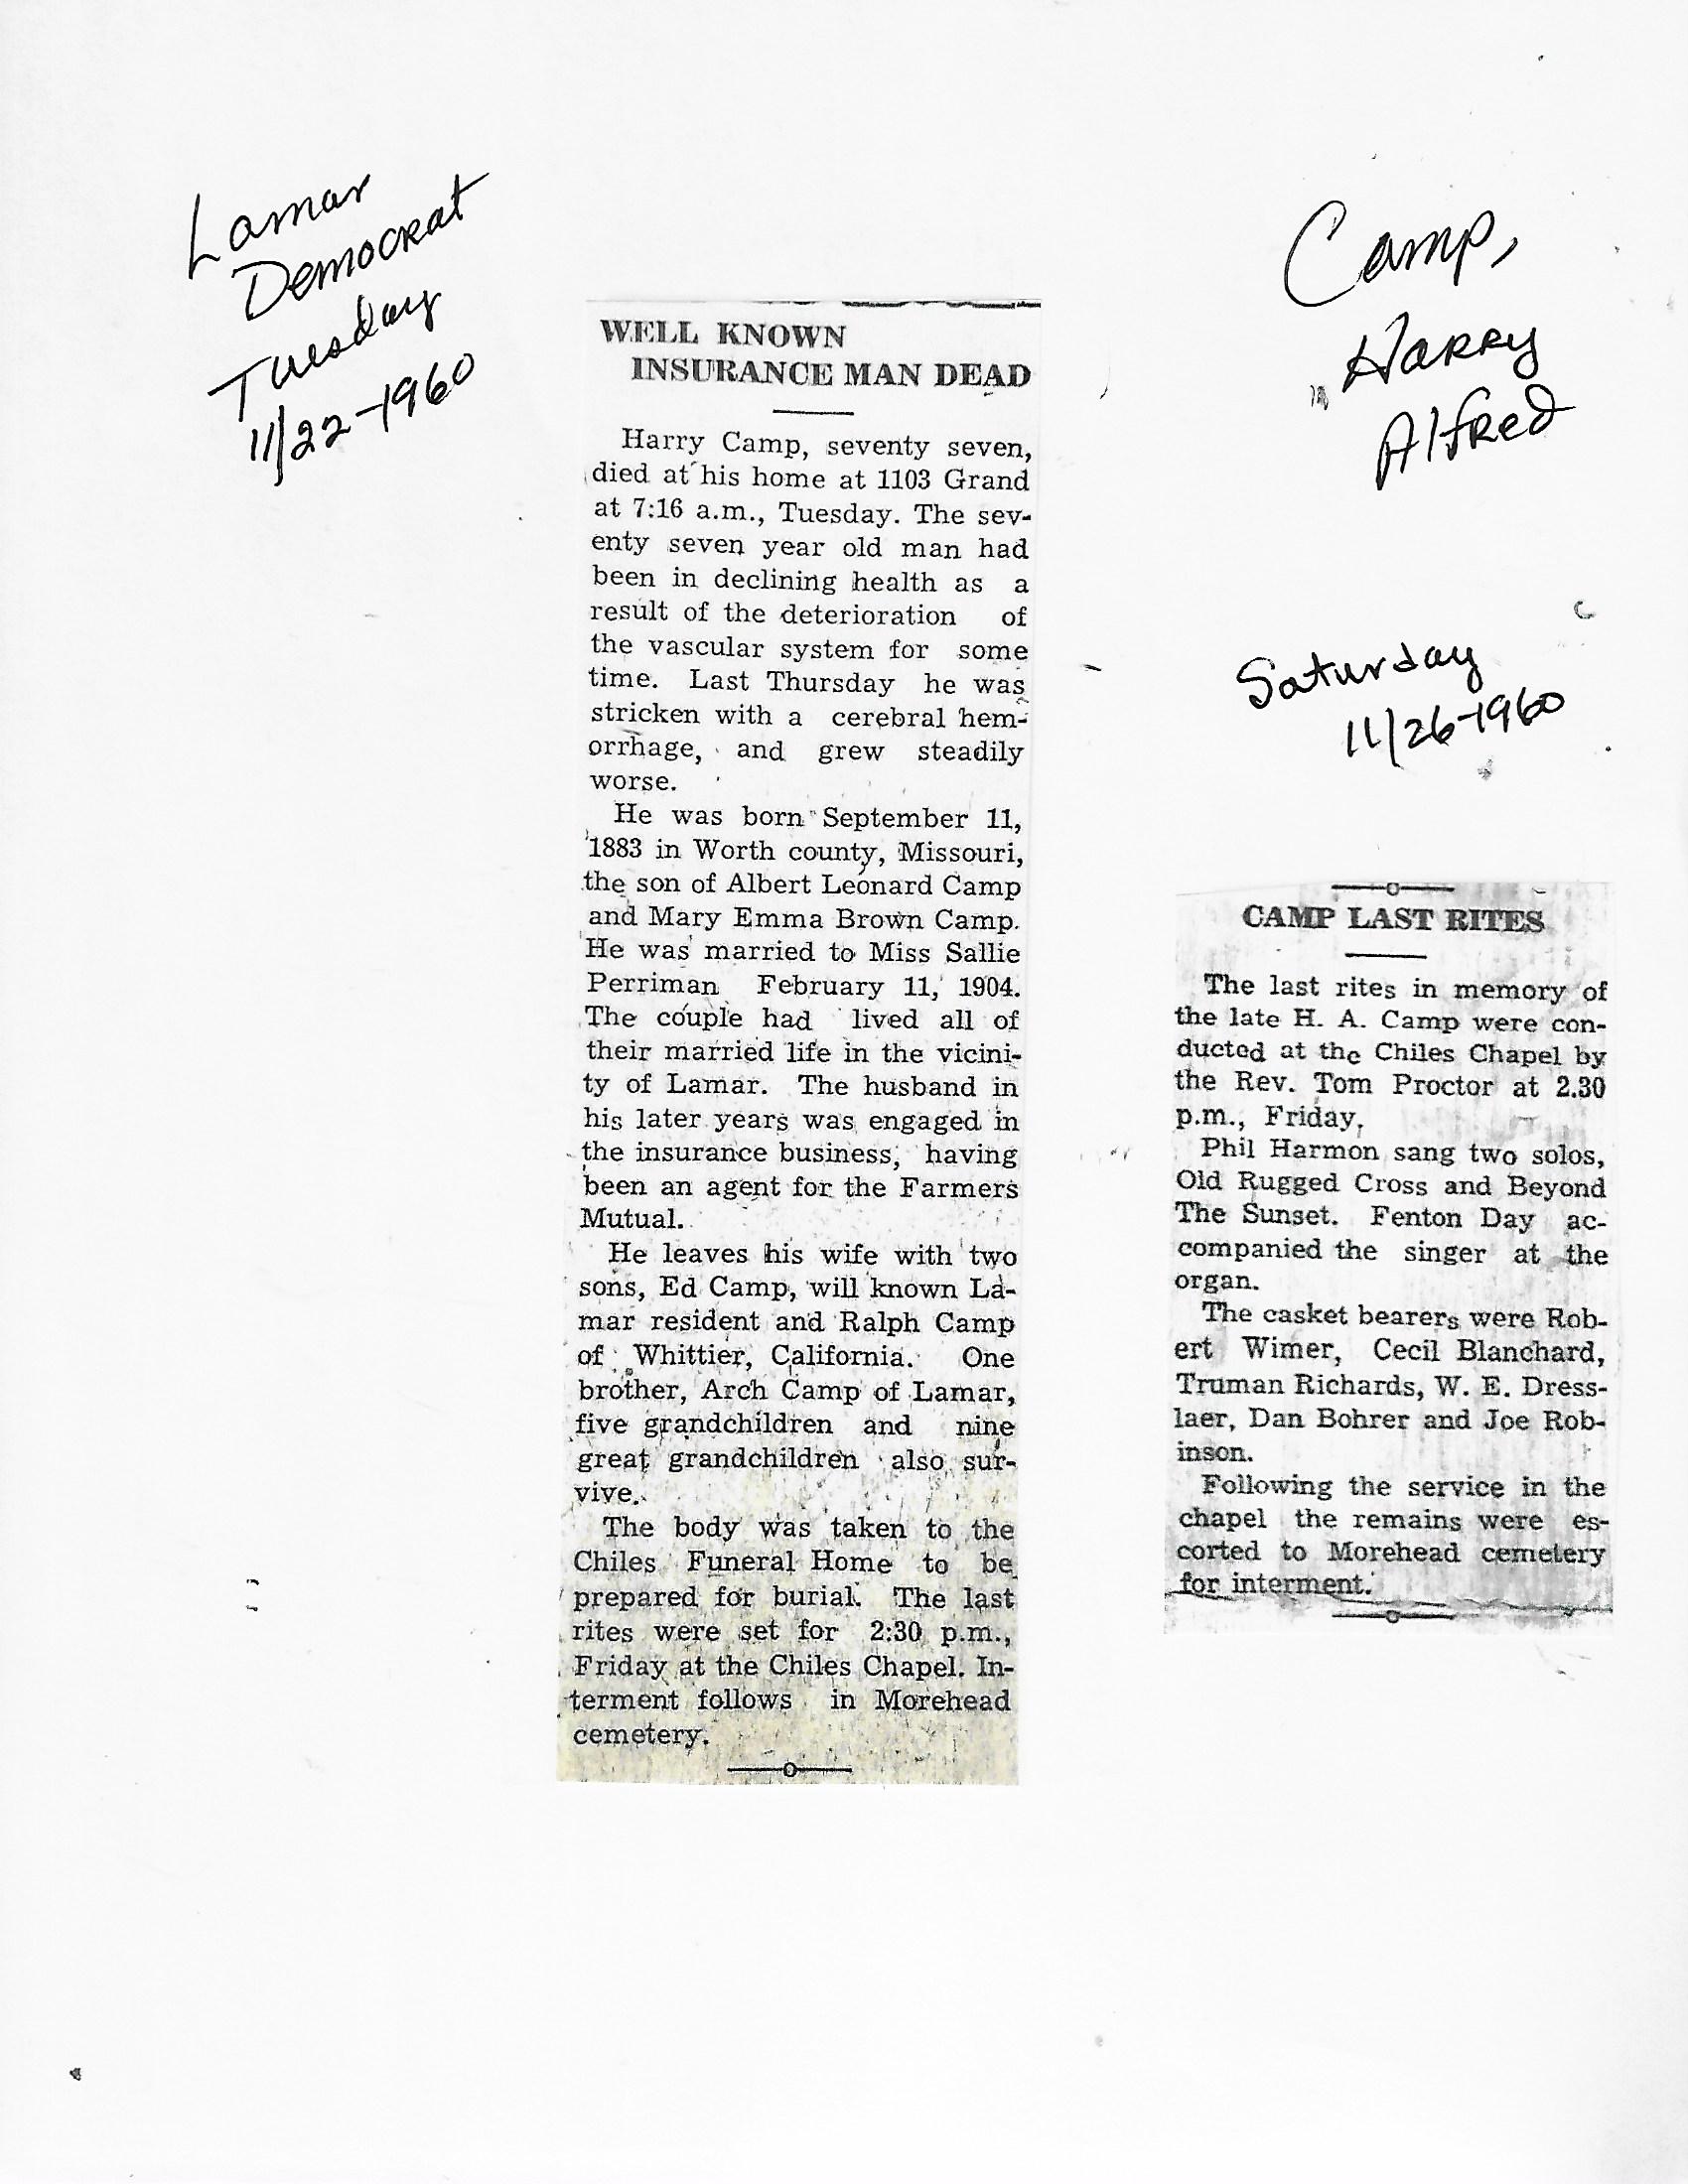 Lamar
Democrat
Tuesday
11/22-1960
Camp,
Harry
Alfred
WELL KNOWN
INSURANCE MAN DEAD
Harry Camp, seventy seven,
died at his home at 1103 Grand
at 7:16 a.m., Tuesday. The sev-
enty seven year old man had
been in declining health as a
result of the deterioration of
the vascular system for some
time. Last Thursday he was
stricken with a cerebral hem-
orrhage, and grew steadily
worse.
He was born September 11,
1883 in Worth county, Missouri,
the son of Albert Leonard Camp
and Mary Emma Brown Camp.
He was married to Miss Sallie
Perriman February 11, 1904.
The couple had lived all of
their married life in the vicini-
ty of Lamar. The husband in
his later years was engaged in
the insurance business, having
been an agent for the Farmers
Mutual.
He leaves his wife with two
sons, Ed Camp, will known La-
mar resident and Ralph Camp
of Whittier, California. One
brother, Arch Camp of Lamar,
five grandchildren and nine
great grandchildren also sur-
vive.
The body was taken to the
Chiles Funeral Home to be
prepared for burial. The last
rites were set for 2:30 p.m.,
Friday at the Chiles Chapel. In-
terment follows in Morehead
cemetery.
Saturday
11/26-1960
CAMP LAST RITES
The last rites in memory of
the late H. A. Camp were con-
ducted at the Chiles Chapel by
the Rev. Tom Proctor at 2.30
p.m., Friday.
Phil Harmon sang two solos,
Old Rugged Cross and Beyond
The Sunset. Fenton Day ac-
companied the singer at the
organ.
The casket bearers were Rob-
ert Wimer, Cecil Blanchard,
Truman Richards, W. E. Dress-
laer, Dan Bohrer and Joe Rob-
inson.
Following the service in the
chapel the remains were es-
corted to Morehead cemetery
for interment.